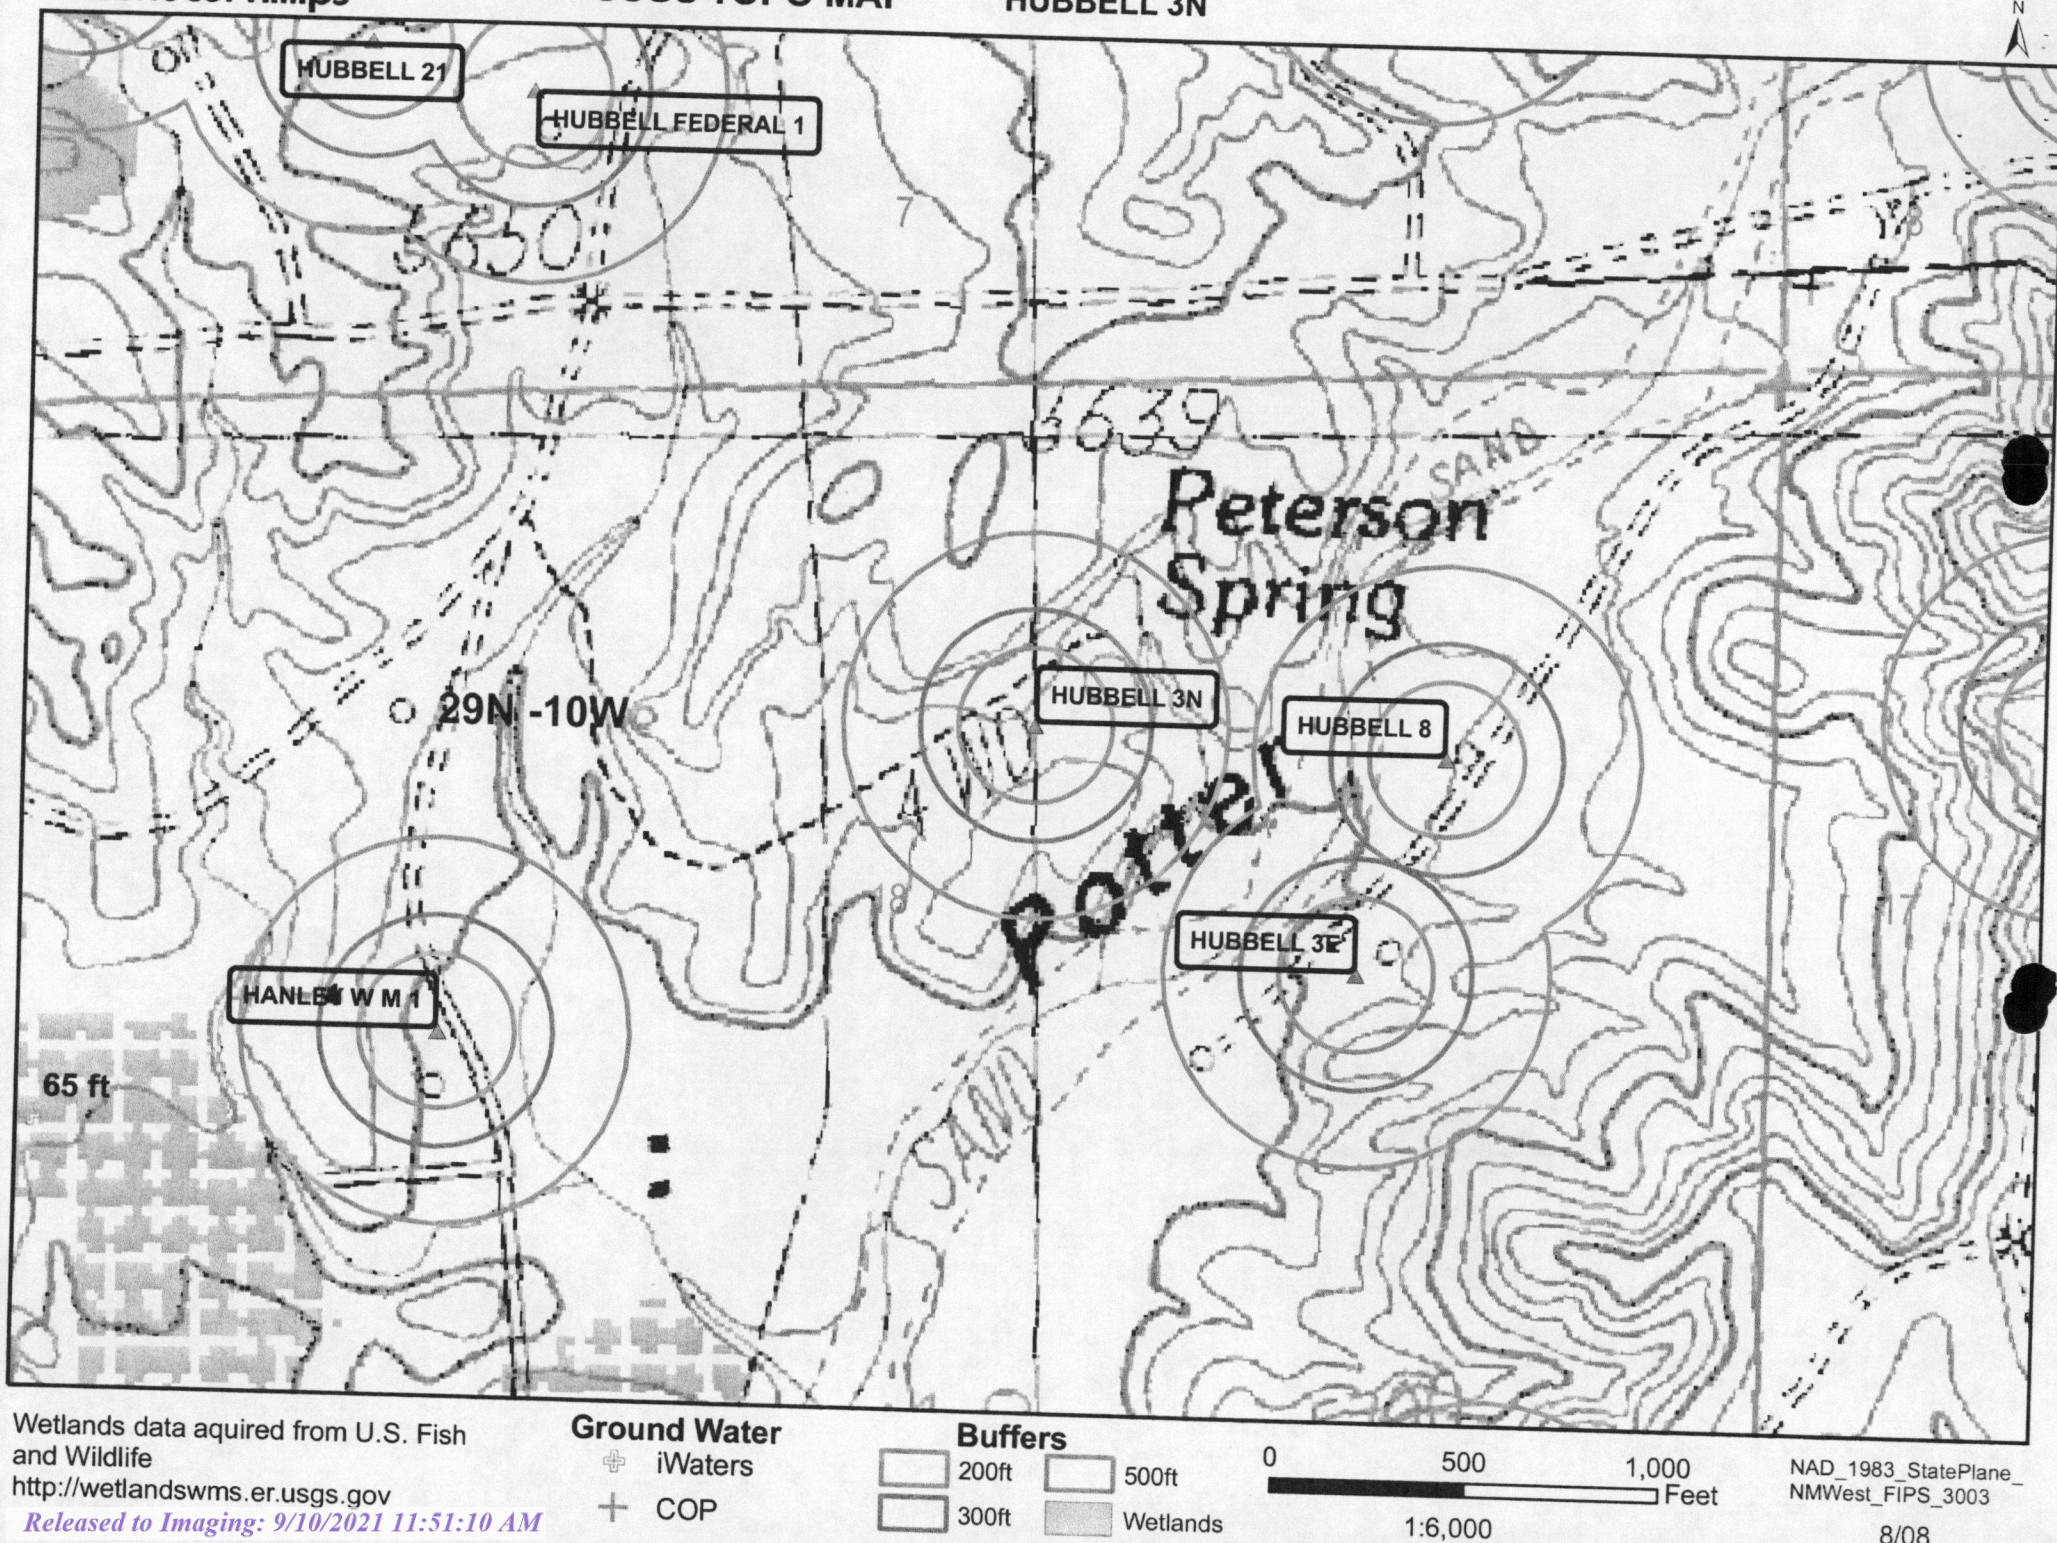 HUBBELL 3N
N
HUBBELL 21
HUBBELL FEDERAL 1
7
5650
8
5639
SAND
Peterson
Spring
29N -10W
HUBBELL 3N
HUBBELL 8
Potter
18
HUBBELL 3E
HANLEY W M 1
65 ft
SAND
Wetlands data aquired from U.S. Fish
and Wildlife
http://wetlandswms.er.usgs.gov
Ground Water
iWaters
COP
Buffers
200ft
500ft
300ft
Wetlands
0 500 1,000
Feet
1:6,000
NAD_1983_StatePlane_
NMWest_FIPS_3003
8/08
Released to Imaging: 9/10/2021 11:51:10 AM